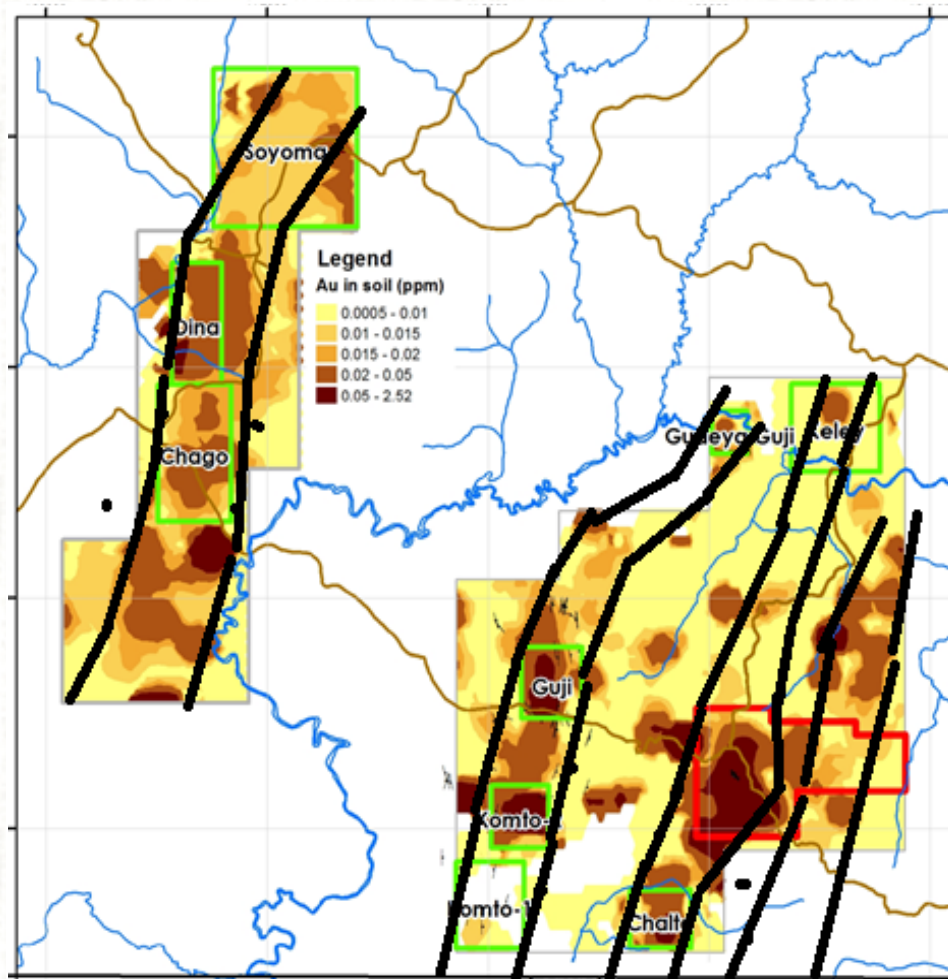 Soyoma
Legend
Au in soil (ppm)
0.0005 - 0.01
0.01 - 0.015
0.015 - 0.02
0.02 - 0.05
0.05 - 2.52
Dina
Chago
Guji
Keley
Guji
Komto-
Chalt